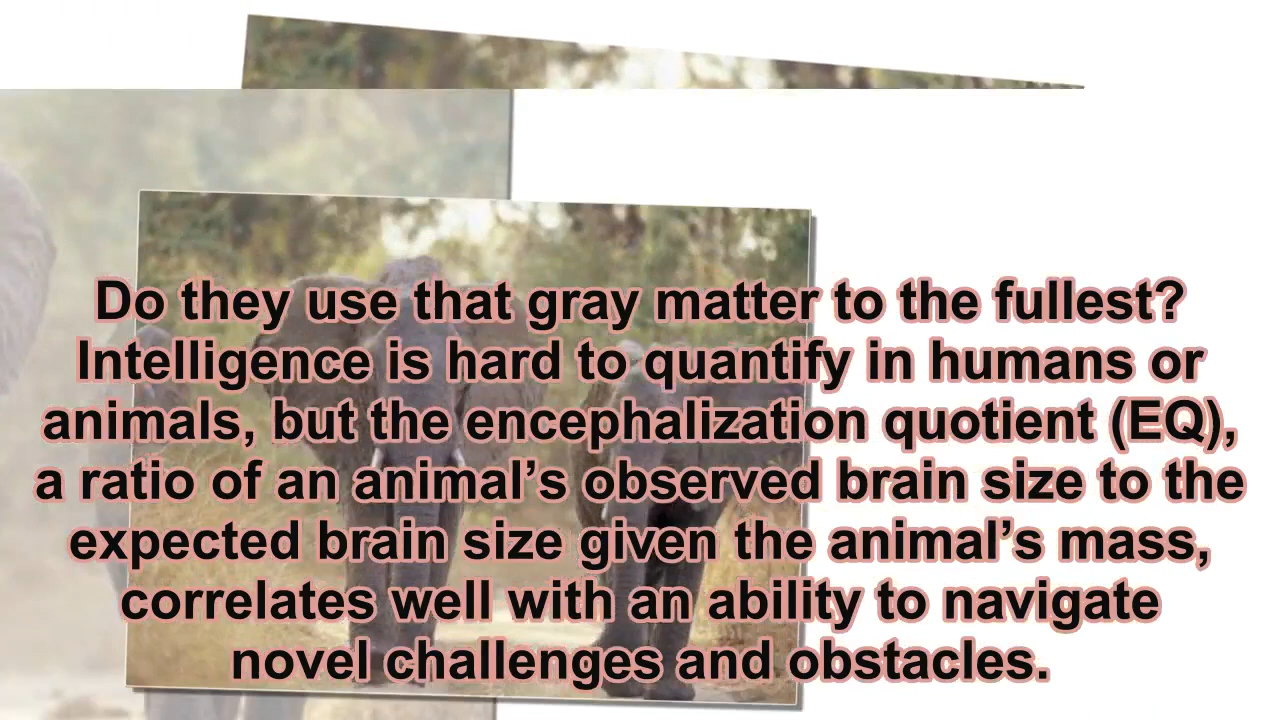 Do they use that gray matter to the fullest?
Intelligence is hard to quantify in humans or
animals, but the encephalization quotient (EQ),
a ratio of an animal’s observed brain size to the
expected brain size given the animal’s mass,
correlates well with an ability to navigate
novel challenges and obstacles.